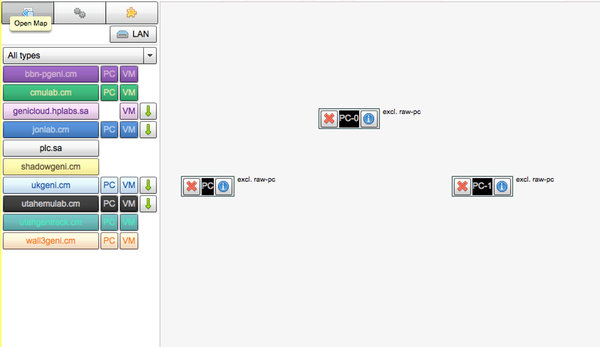 Open Map
LAN
All types
bbn-pgeni.cm PC VM
cmulab.cm PC VM
genicloud.hplabs.sa VM
jonlab.cm PC VM
plc.sa
shadowgeni.cm
ukgeni.cm PC VM
utahemulab.cm PC VM
PC VM
wall3geni.cm PC VM
PC-0 excl. raw-pc
PC excl. raw-pc
PC-1 excl. raw-pc